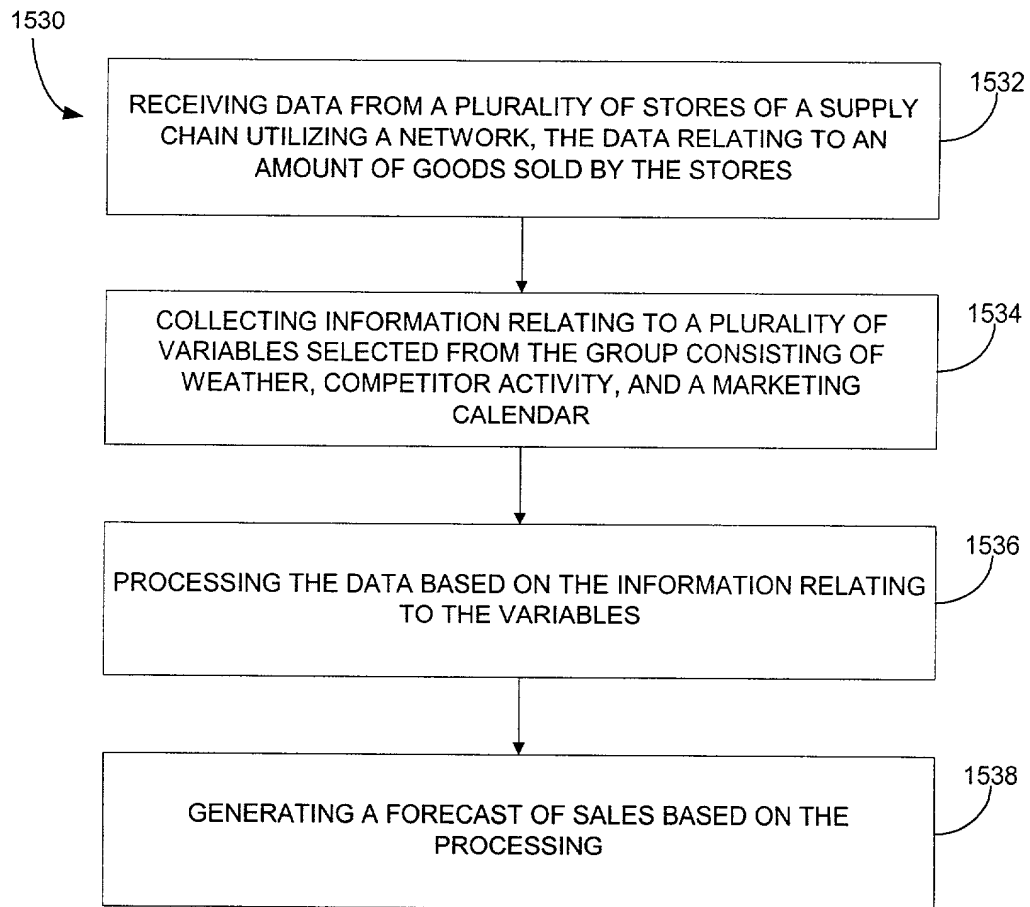 1530
1532
RECEIVING DATA FROM A PLURALITY OF STORES OF A SUPPLY
CHAIN UTILIZING A NETWORK, THE DATA RELATING TO AN
AMOUNT OF GOODS SOLD BY THE STORES
1534
COLLECTING INFORMATION RELATING TO A PLURALITY OF
VARIABLES SELECTED FROM THE GROUP CONSISTING OF
WEATHER, COMPETITOR ACTIVITY, AND A MARKETING
CALENDAR
1536
PROCESSING THE DATA BASED ON THE INFORMATION RELATING
TO THE VARIABLES
1538
GENERATING A FORECAST OF SALES BASED ON THE
PROCESSING